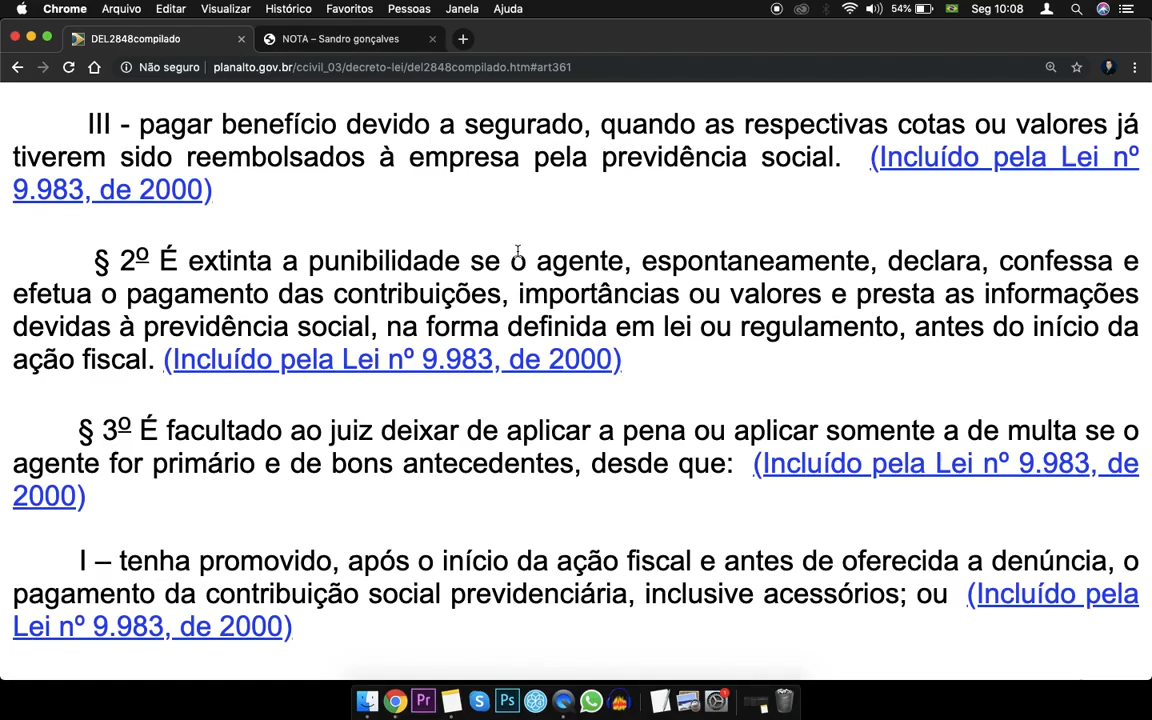 Chrome Arquivo Editar Visualizar Histórico Favoritos Pessoas Janela Ajuda 54% Seg 10:08
DEL2848compilado NOTA – Sandro gonçalves
Não seguro planalto.gov.br/ccivil_03/decreto-lei/del2848compilado.htm#art361
III - pagar benefício devido a segurado, quando as respectivas cotas ou valores já
tiverem sido reembolsados à empresa pela previdência social. (Incluído pela Lei nº
9.983, de 2000)
§ 2º É extinta a punibilidade se o agente, espontaneamente, declara, confessa e
efetua o pagamento das contribuições, importâncias ou valores e presta as informações
devidas à previdência social, na forma definida em lei ou regulamento, antes do início da
ação fiscal. (Incluído pela Lei nº 9.983, de 2000)
§ 3º É facultado ao juiz deixar de aplicar a pena ou aplicar somente a de multa se o
agente for primário e de bons antecedentes, desde que: (Incluído pela Lei nº 9.983, de
2000)
I – tenha promovido, após o início da ação fiscal e antes de oferecida a denúncia, o
pagamento da contribuição social previdenciária, inclusive acessórios; ou (Incluído pela
Lei nº 9.983, de 2000)
Pr Ps